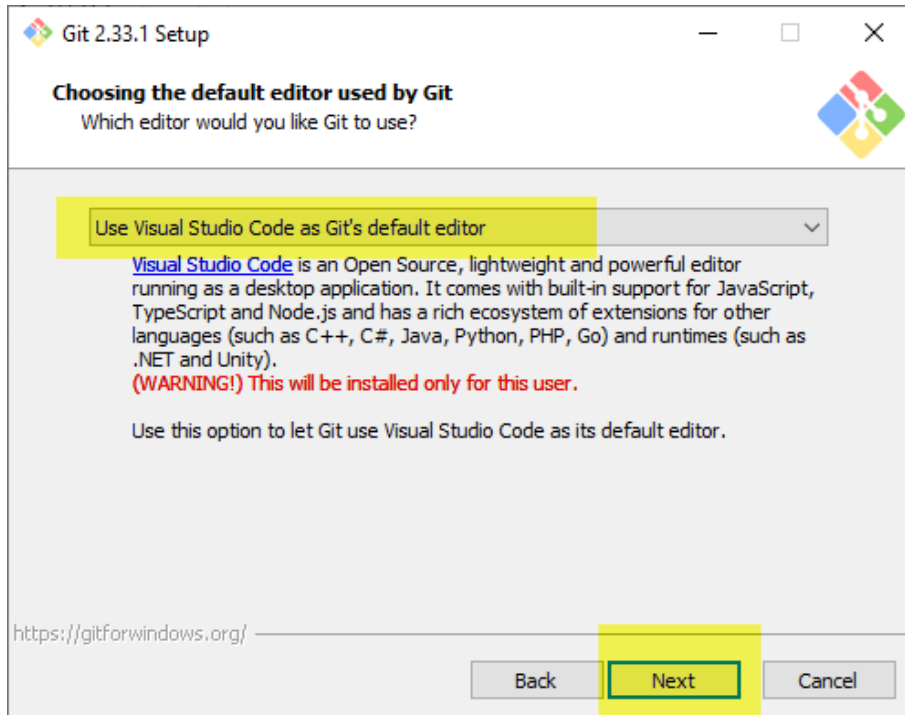 Git 2.33.1 Setup
Choosing the default editor used by Git
Which editor would you like Git to use?
Use Visual Studio Code as Git's default editor
Visual Studio Code is an Open Source, lightweight and powerful editor
running as a desktop application. It comes with built-in support for JavaScript,
TypeScript and Node.js and has a rich ecosystem of extensions for other
languages (such as C++, C#, Java, Python, PHP, Go) and runtimes (such as
.NET and Unity).
(WARNING!) This will be installed only for this user.
Use this option to let Git use Visual Studio Code as its default editor.
https://gitforwindows.org/
Back Next Cancel